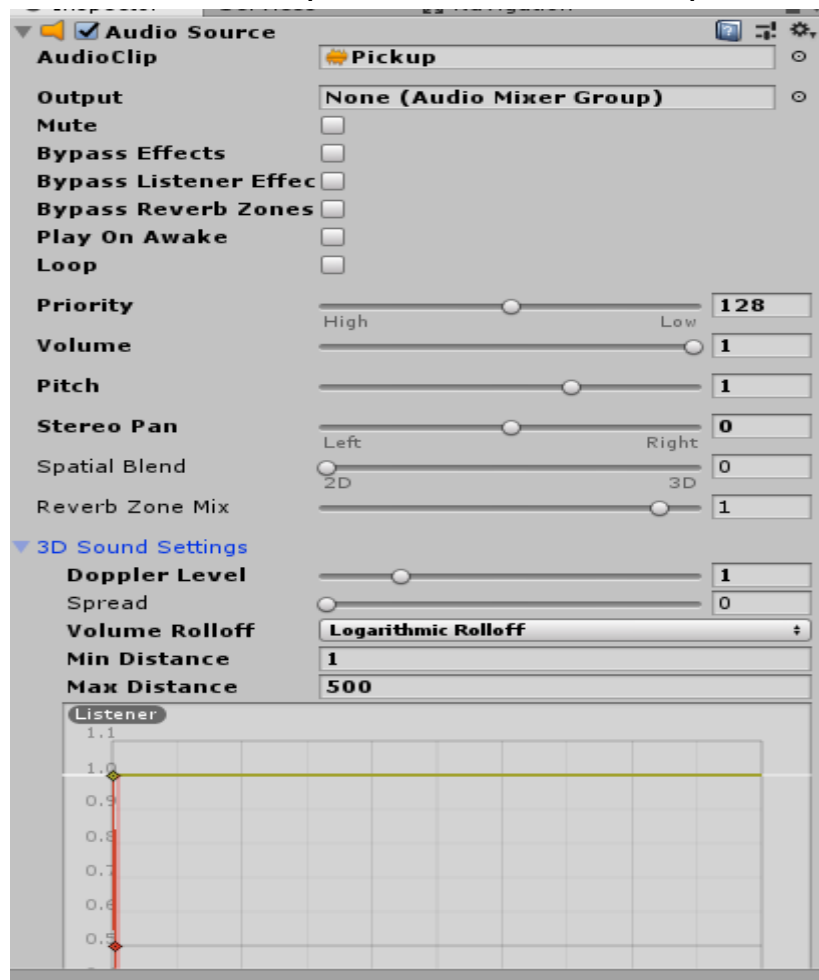 Audio Source
AudioClip Pickup
Output None (Audio Mixer Group)
Mute
Bypass Effects
Bypass Listener Effec
Bypass Reverb Zones
Play On Awake
Loop
Priority 128
High Low
Volume 1
Pitch 1
Stereo Pan 0
Left Right
Spatial Blend 0
2D 3D
Reverb Zone Mix 1
3D Sound Settings
Doppler Level 1
Spread 0
Volume Rolloff Logarithmic Rolloff
Min Distance 1
Max Distance 500
Listener
1.1
1.0
0.9
0.8
0.7
0.6
0.5